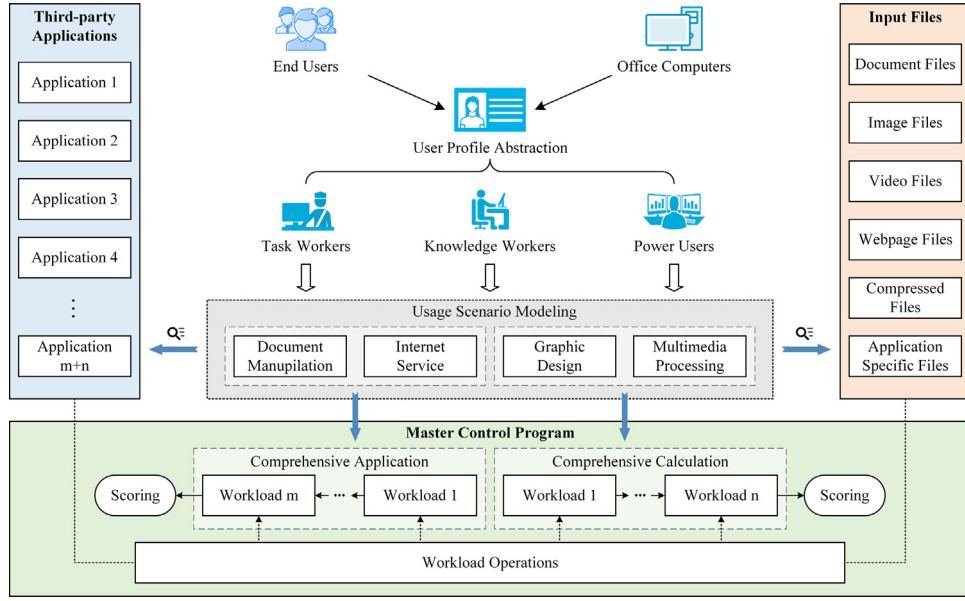 Third-party
Applications
Application 1
Application 2
Application 3
Application 4
⋮
Application
m+n
End Users
Office Computers
User Profile Abstraction
Task Workers
Knowledge Workers
Power Users
Usage Scenario Modeling
Document
Manupilation
Internet
Service
Graphic
Design
Multimedia
Processing
Input Files
Document Files
Image Files
Video Files
Webpage Files
Compressed
Files
Application
Specific Files
Master Control Program
Comprehensive Application
Scoring
Workload m
···
Workload 1
Comprehensive Calculation
Workload 1
···
Workload n
Scoring
Workload Operations